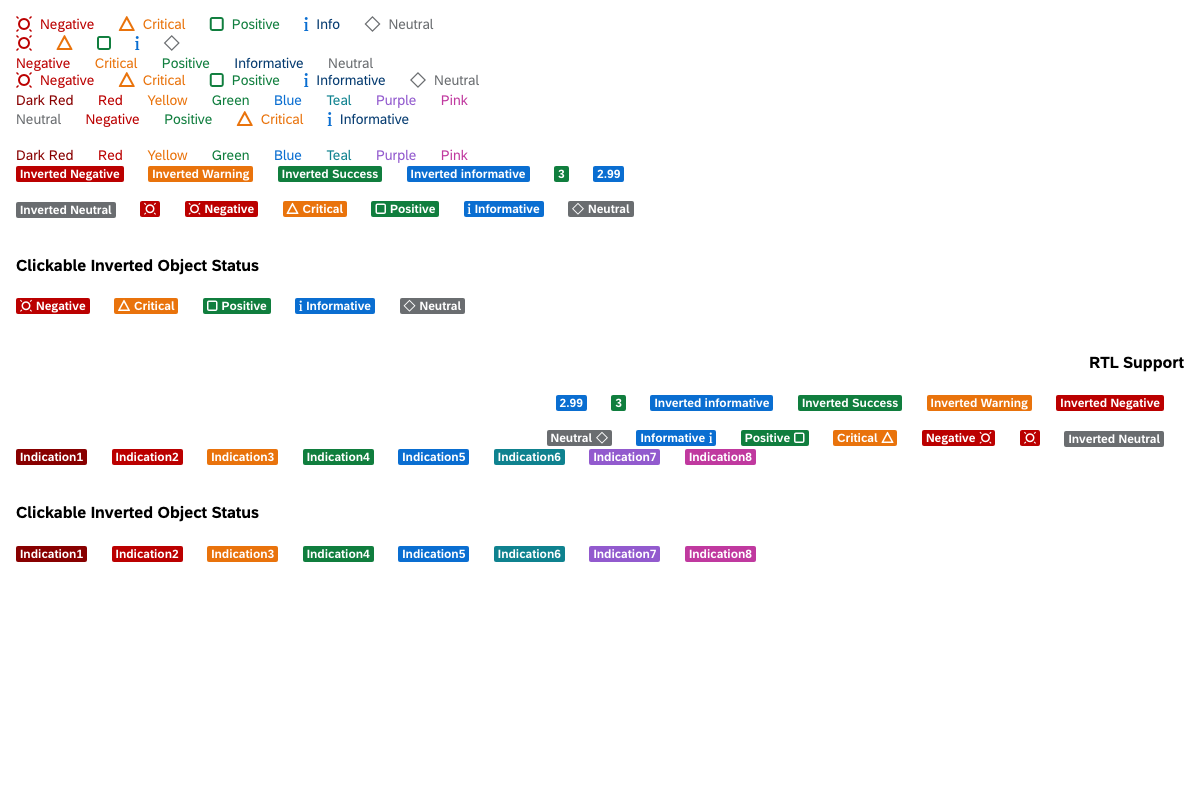 Negative Critical Positive Info Neutral
Negative Critical Positive Informative Neutral
Negative Critical Positive Informative Neutral
Dark Red Red Yellow Green Blue Teal Purple Pink
Neutral Negative Positive Critical Informative
Dark Red Red Yellow Green Blue Teal Purple Pink
Inverted Negative Inverted Warning Inverted Success Inverted informative 3 2.99
Inverted Neutral Negative Critical Positive Informative Neutral
Clickable Inverted Object Status
Negative Critical Positive Informative Neutral
RTL Support
2.99 3 Inverted informative Inverted Success Inverted Warning Inverted Negative
Neutral Informative Positive Critical Negative Inverted Neutral
Indication1 Indication2 Indication3 Indication4 Indication5 Indication6 Indication7 Indication8
Clickable Inverted Object Status
Indication1 Indication2 Indication3 Indication4 Indication5 Indication6 Indication7 Indication8